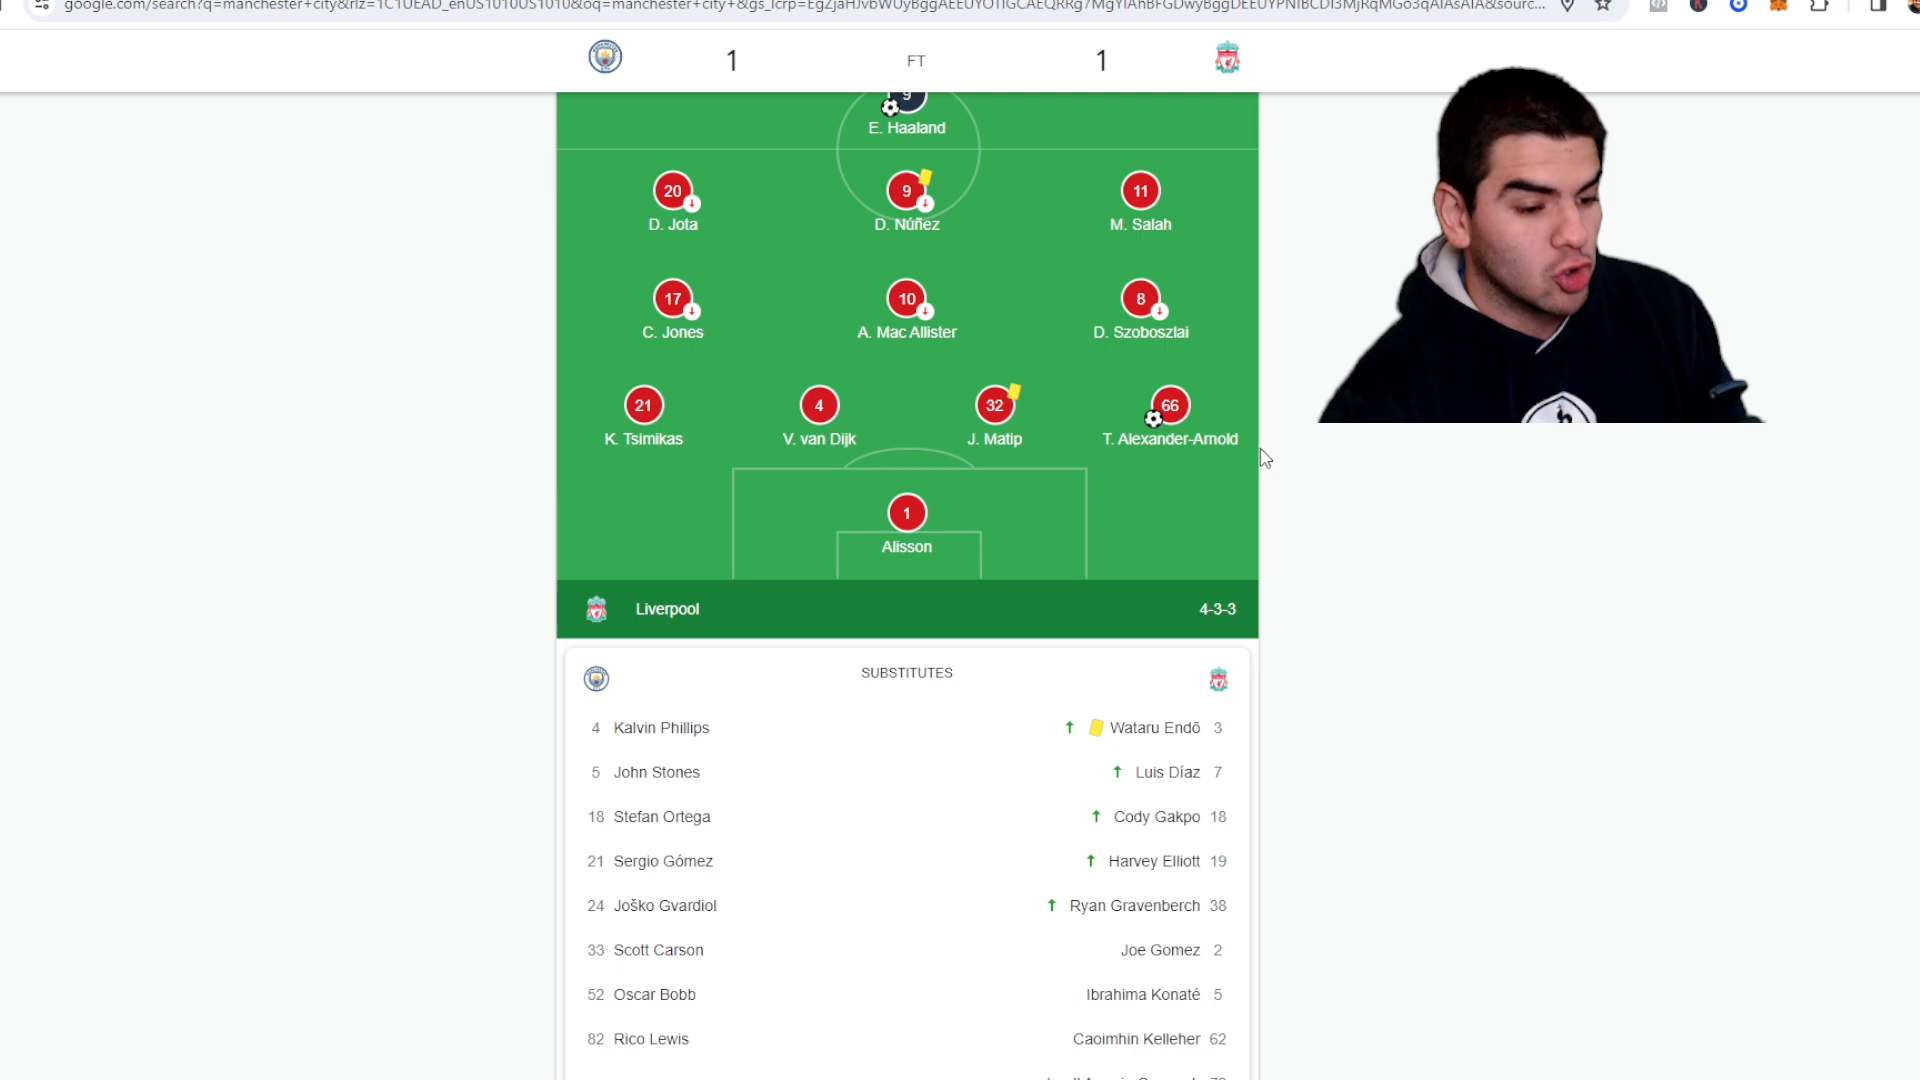 1 FT 1
9
E. Haaland
20 9 11
D. Jota D. Núñez M. Salah
17 10 8
C. Jones A. Mac Allister D. Szoboszlai
21 4 32 66
K. Tsimikas V. van Dijk J. Matip T. Alexander-Arnold
1
Alisson
Liverpool 4-3-3
SUBSTITUTES
4 Kalvin Phillips Wataru Endō 3
5 John Stones Luis Díaz 7
18 Stefan Ortega Cody Gakpo 18
21 Sergio Gómez Harvey Elliott 19
24 Joško Gvardiol Ryan Gravenberch 38
33 Scott Carson Joe Gomez 2
52 Oscar Bobb Ibrahima Konaté 5
82 Rico Lewis Caoimhin Kelleher 62